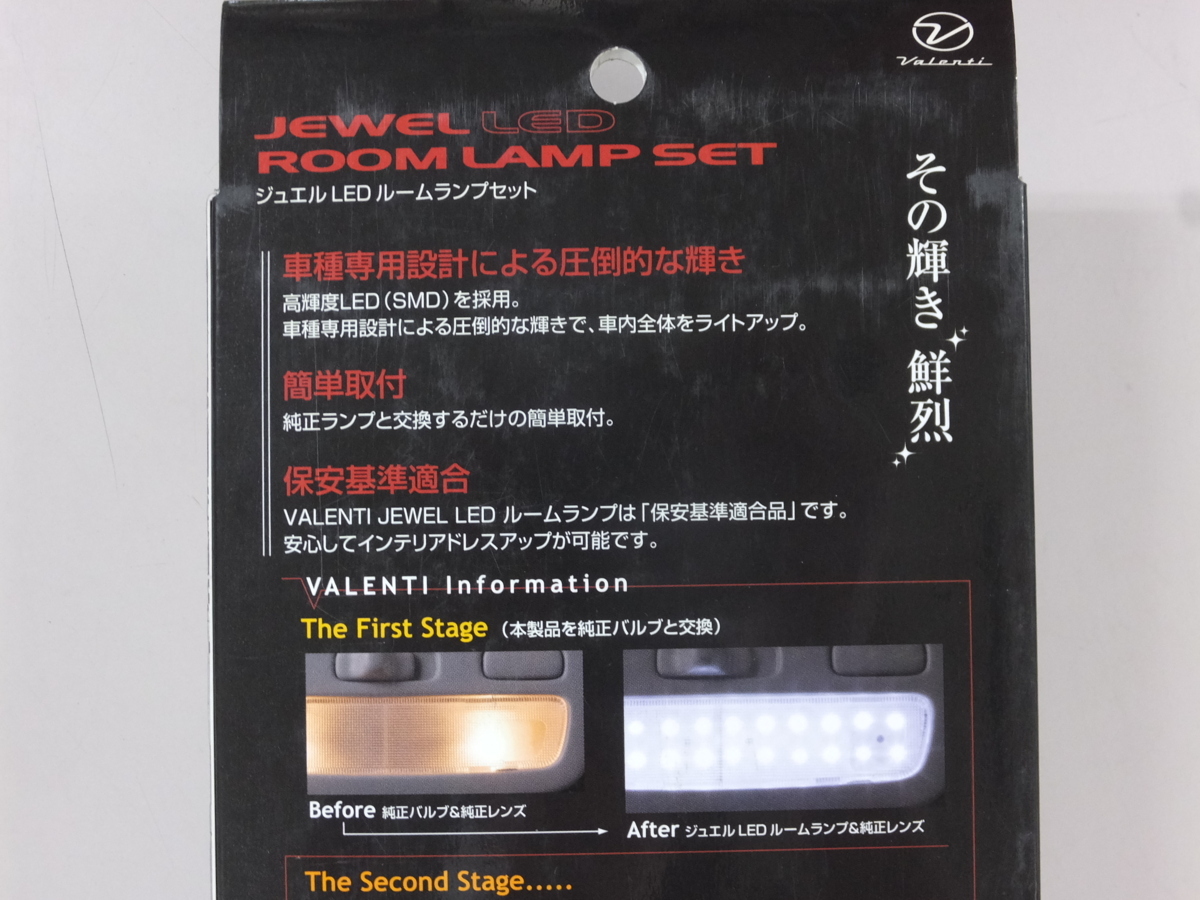 Valenti
JEWEL LED
ROOM LAMP SET
ジュエル LED ルームランプセット
その輝き 鮮烈
車種専用設計による圧倒的な輝き
高輝度LED（SMD）を採用。
車種専用設計による圧倒的な輝きで、車内全体をライトアップ。
簡単取付
純正ランプと交換するだけの簡単取付。
保安基準適合
VALENTI JEWEL LED ルームランプは「保安基準適合品」です。
安心してインテリアドレスアップが可能です。
VALENTI Information
The First Stage（本製品を純正バルブと交換）
Before 純正バルブ&純正レンズ
After ジュエル LED ルームランプ&純正レンズ
The Second Stage.....